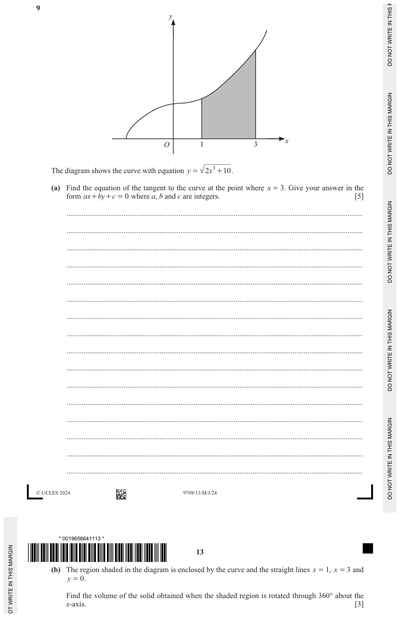 9
y
O
1
3
x
The diagram shows the curve with equation y = √(2x³ + 10).
(a) Find the equation of the tangent to the curve at the point where x = 3. Give your answer in the
form ax + by + c = 0 where a, b and c are integers. [5]
© UCLES 2024
9709/13/M/J/24
DO NOT WRITE IN THIS M
DO NOT WRITE IN THIS MARGIN
DO NOT WRITE IN THIS MARGIN
DO NOT WRITE IN THIS MARGIN
DO NOT WRITE IN THIS MARGIN
* 0019656641113 *
13
OT WRITE IN THIS MARGIN
(b) The region shaded in the diagram is enclosed by the curve and the straight lines x = 1, x = 3 and
y = 0.
Find the volume of the solid obtained when the shaded region is rotated through 360° about the
x-axis. [3]